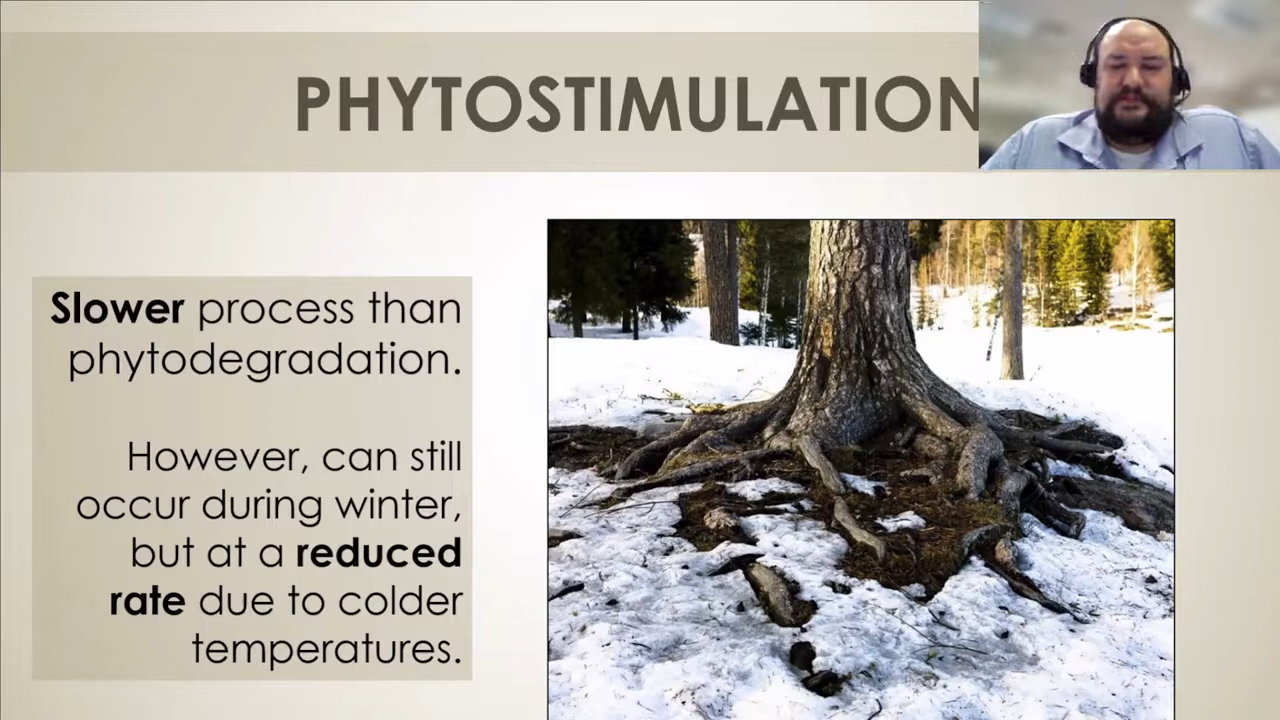 PHYTOSTIMULATION
Slower process than
phytodegradation.
However, can still
occur during winter,
but at a reduced
rate due to colder
temperatures.